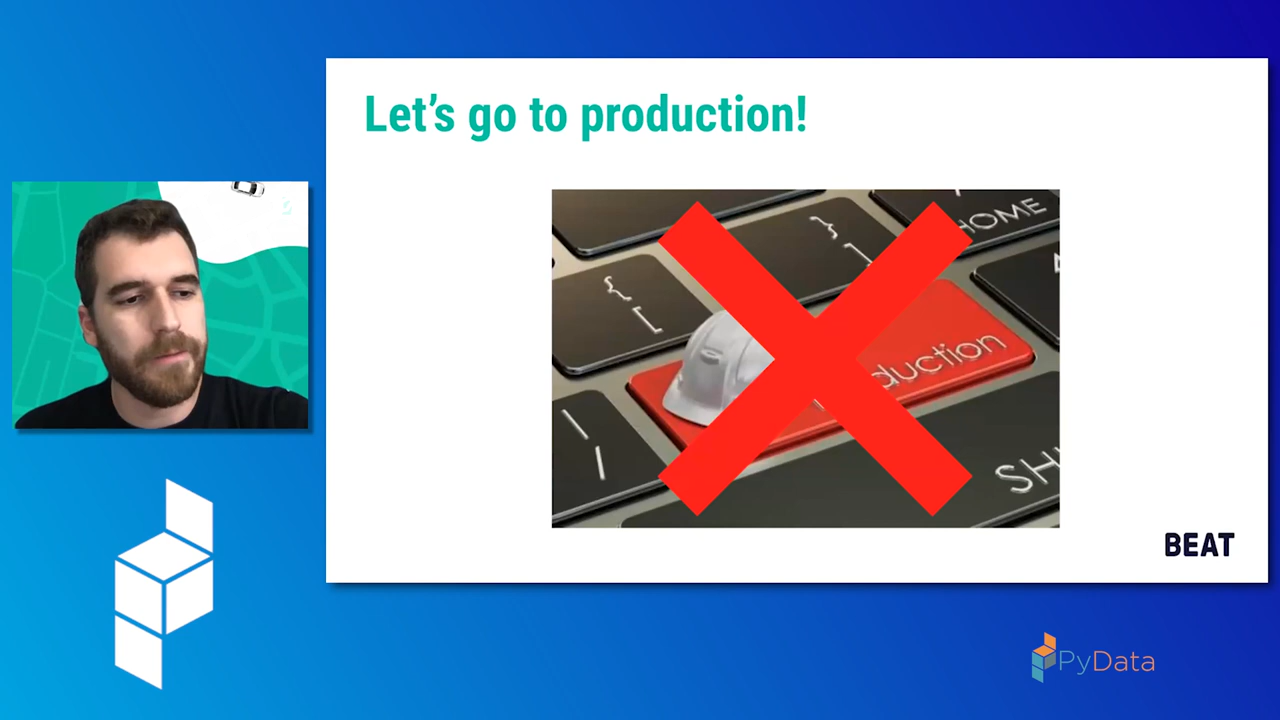 Let's go to production!
HOME
}
]
{
[
|
\
duction
SH
BEAT
PyData